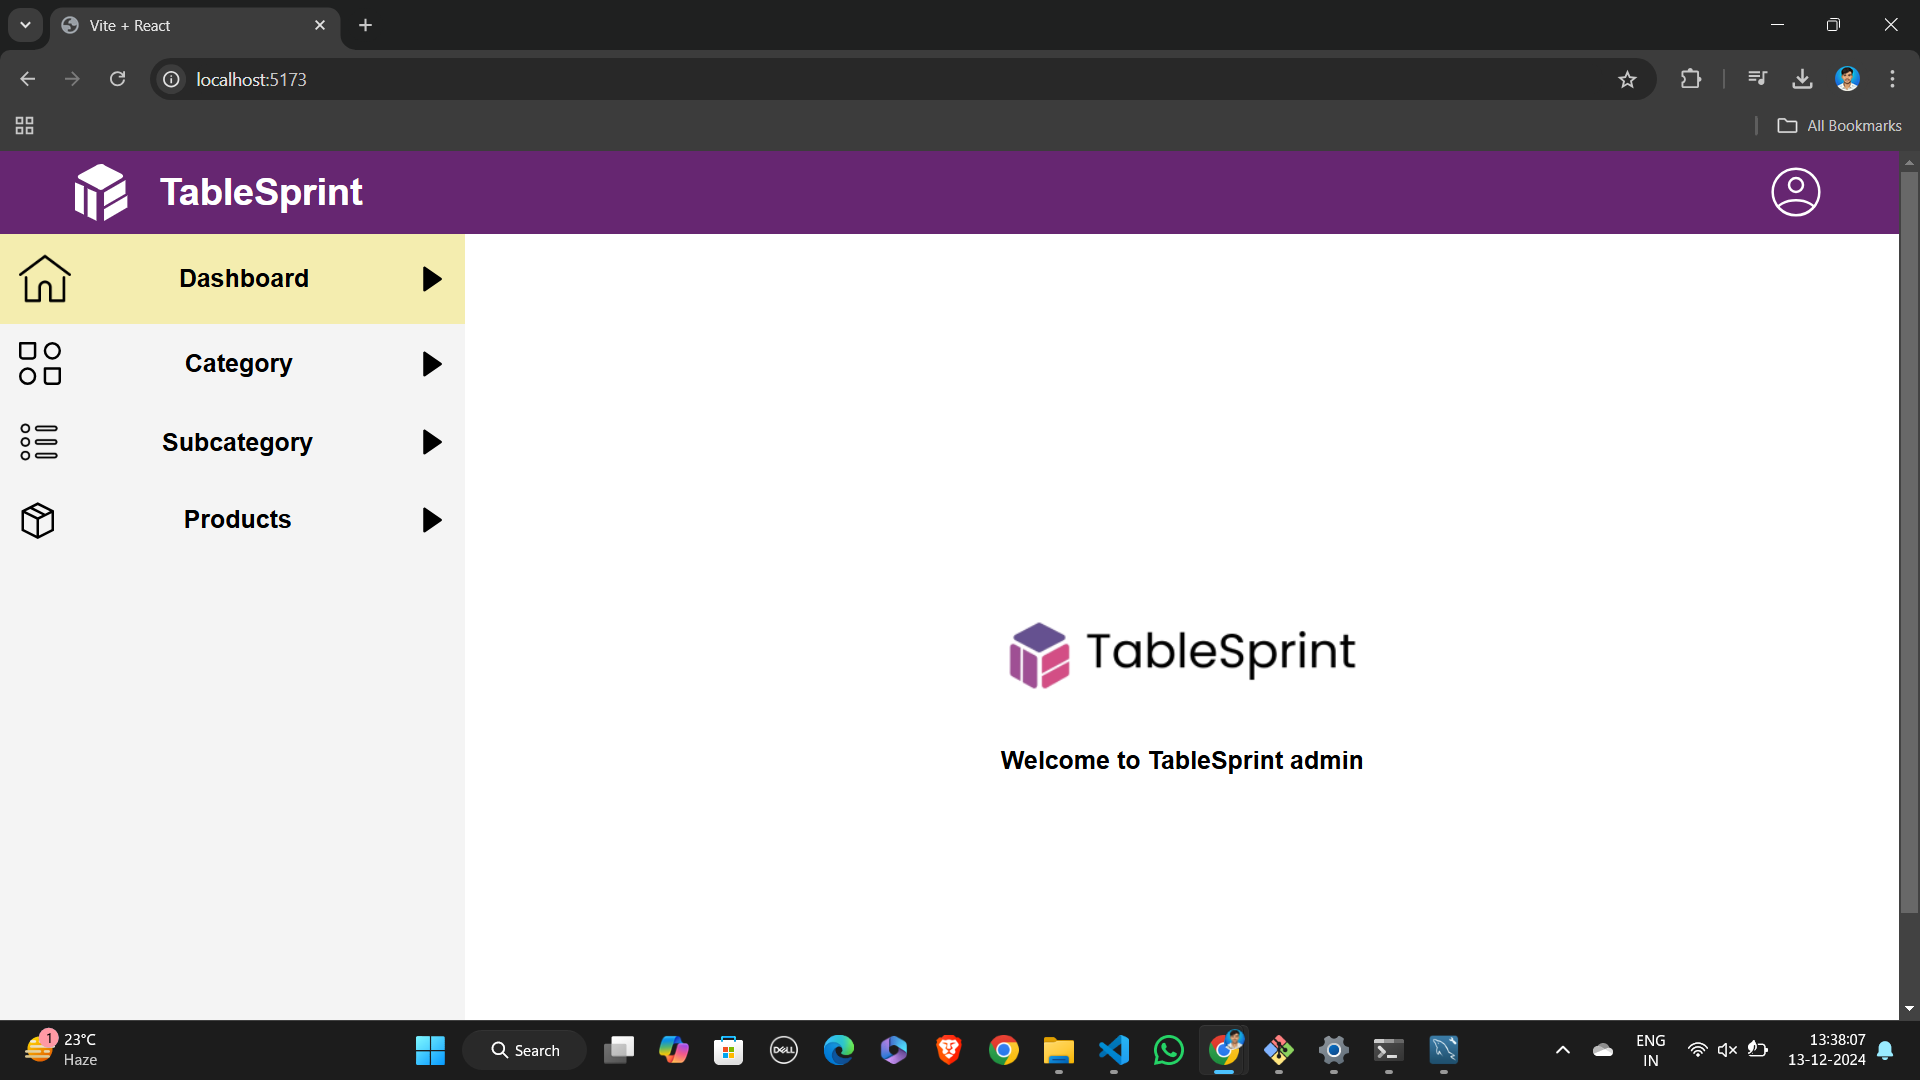 Vite + React
localhost:5173
All Bookmarks
TableSprint
Dashboard
Category
Subcategory
Products
TableSprint
Welcome to TableSprint admin
1
23°C
Haze
Search
DELL
ENG
IN
13:38:07
13-12-2024